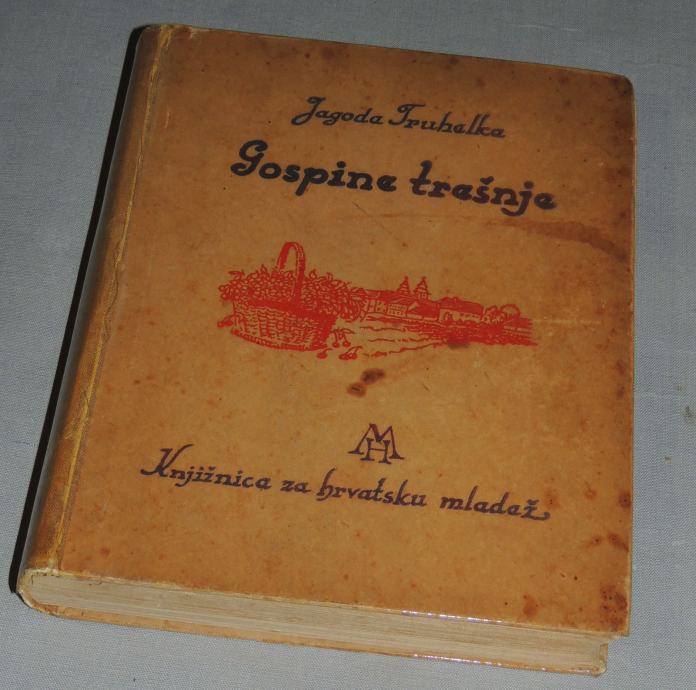 Jagoda Truhelka
Gospine trešnje
MH
Knjižnica za hrvatsku mladež